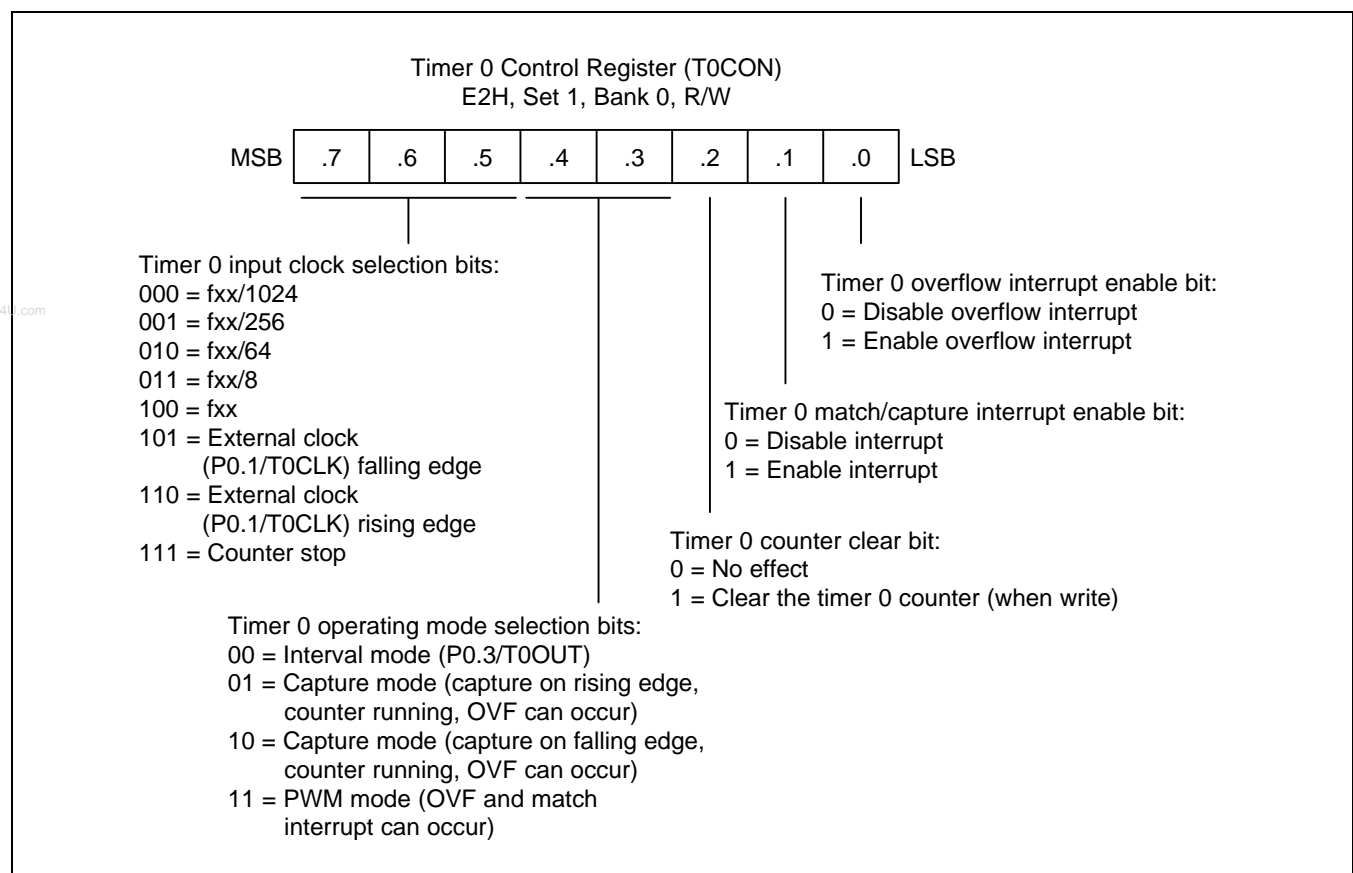 Timer 0 Control Register (T0CON)
E2H, Set 1, Bank 0, R/W
MSB .7 .6 .5 .4 .3 .2 .1 .0 LSB
Timer 0 input clock selection bits:
000 = fxx/1024
001 = fxx/256
010 = fxx/64
011 = fxx/8
100 = fxx
101 = External clock
(P0.1/T0CLK) falling edge
110 = External clock
(P0.1/T0CLK) rising edge
111 = Counter stop
Timer 0 overflow interrupt enable bit:
0 = Disable overflow interrupt
1 = Enable overflow interrupt
Timer 0 match/capture interrupt enable bit:
0 = Disable interrupt
1 = Enable interrupt
Timer 0 counter clear bit:
0 = No effect
1 = Clear the timer 0 counter (when write)
Timer 0 operating mode selection bits:
00 = Interval mode (P0.3/T0OUT)
01 = Capture mode (capture on rising edge,
counter running, OVF can occur)
10 = Capture mode (capture on falling edge,
counter running, OVF can occur)
11 = PWM mode (OVF and match
interrupt can occur)
4U.com